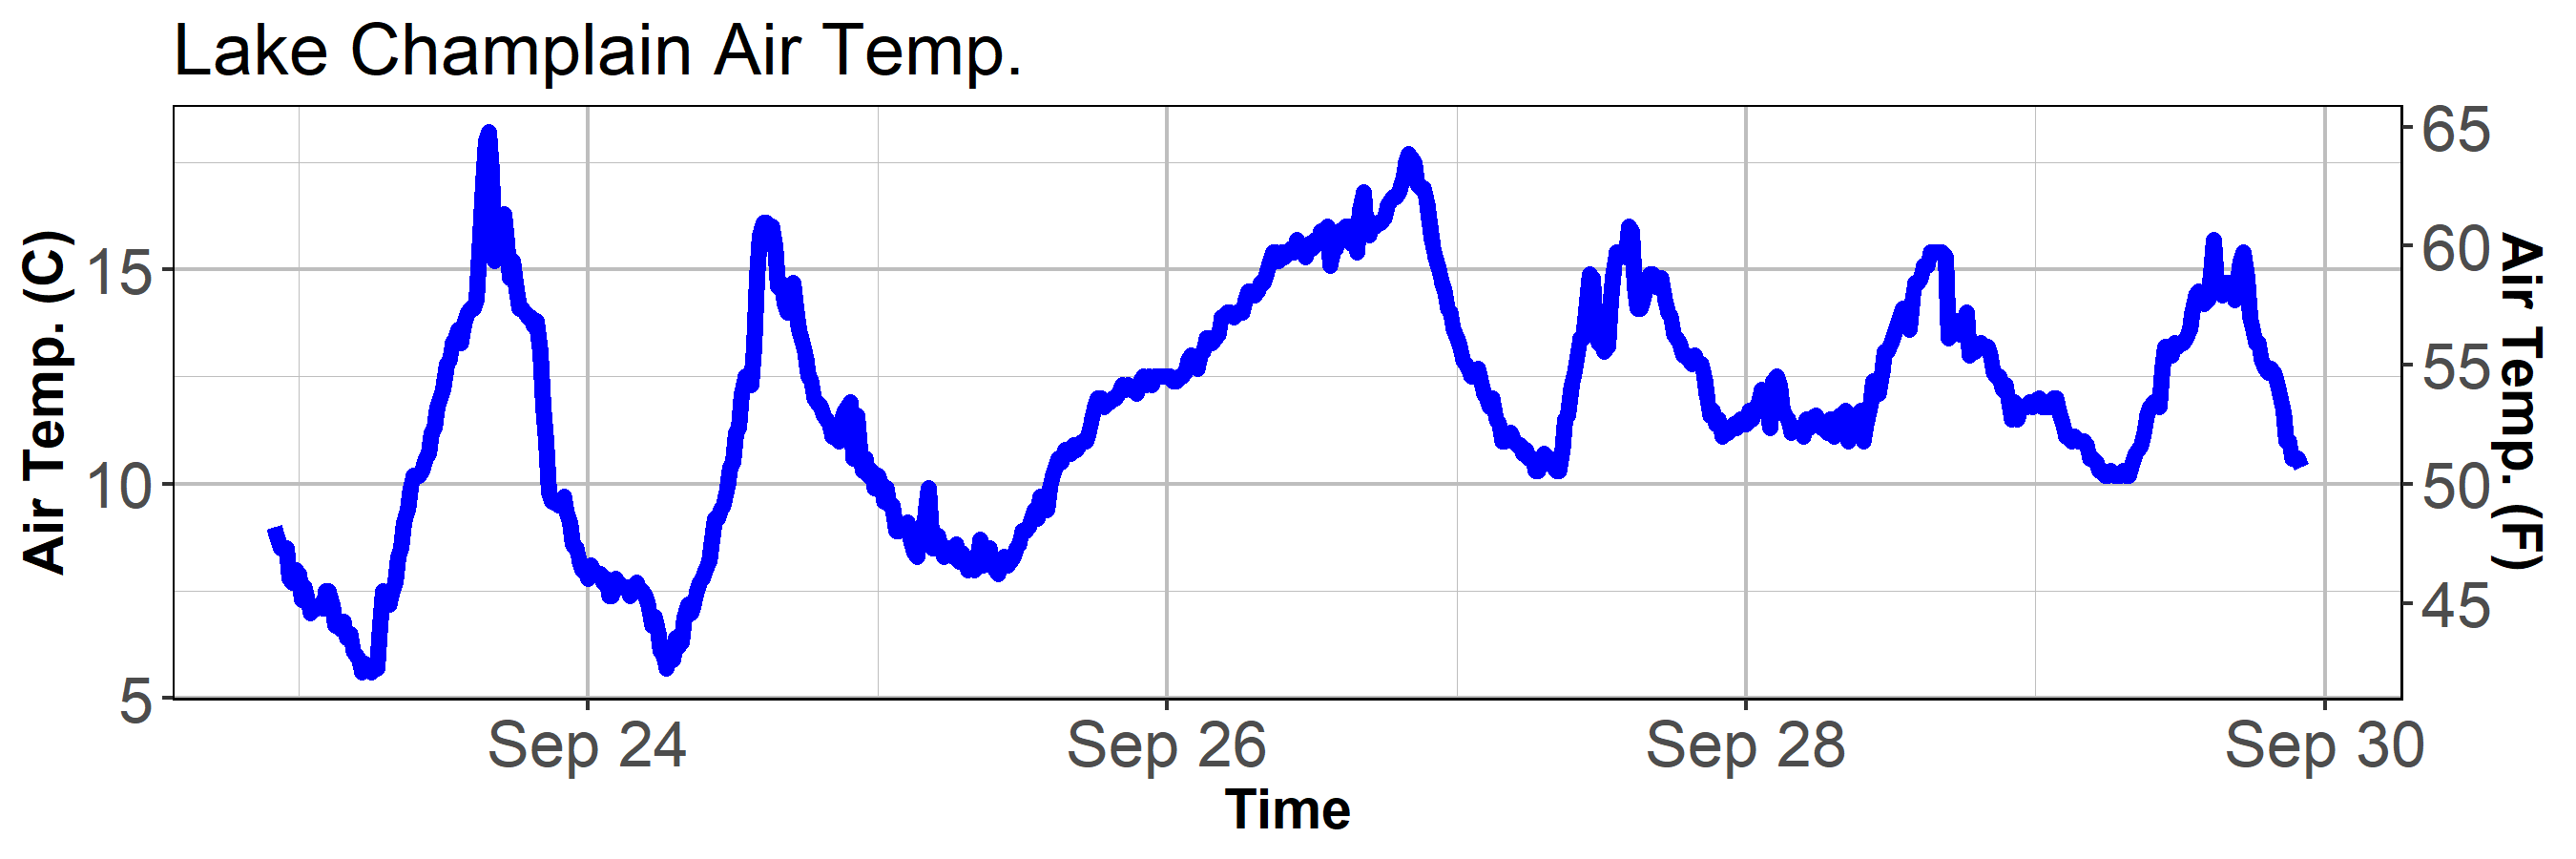 Lake Champlain Air Temp.
Air Temp. (C)
15
10
5
65
60
55
50
45
Air Temp. (F)
Sep 24
Sep 26
Sep 28
Sep 30
Time